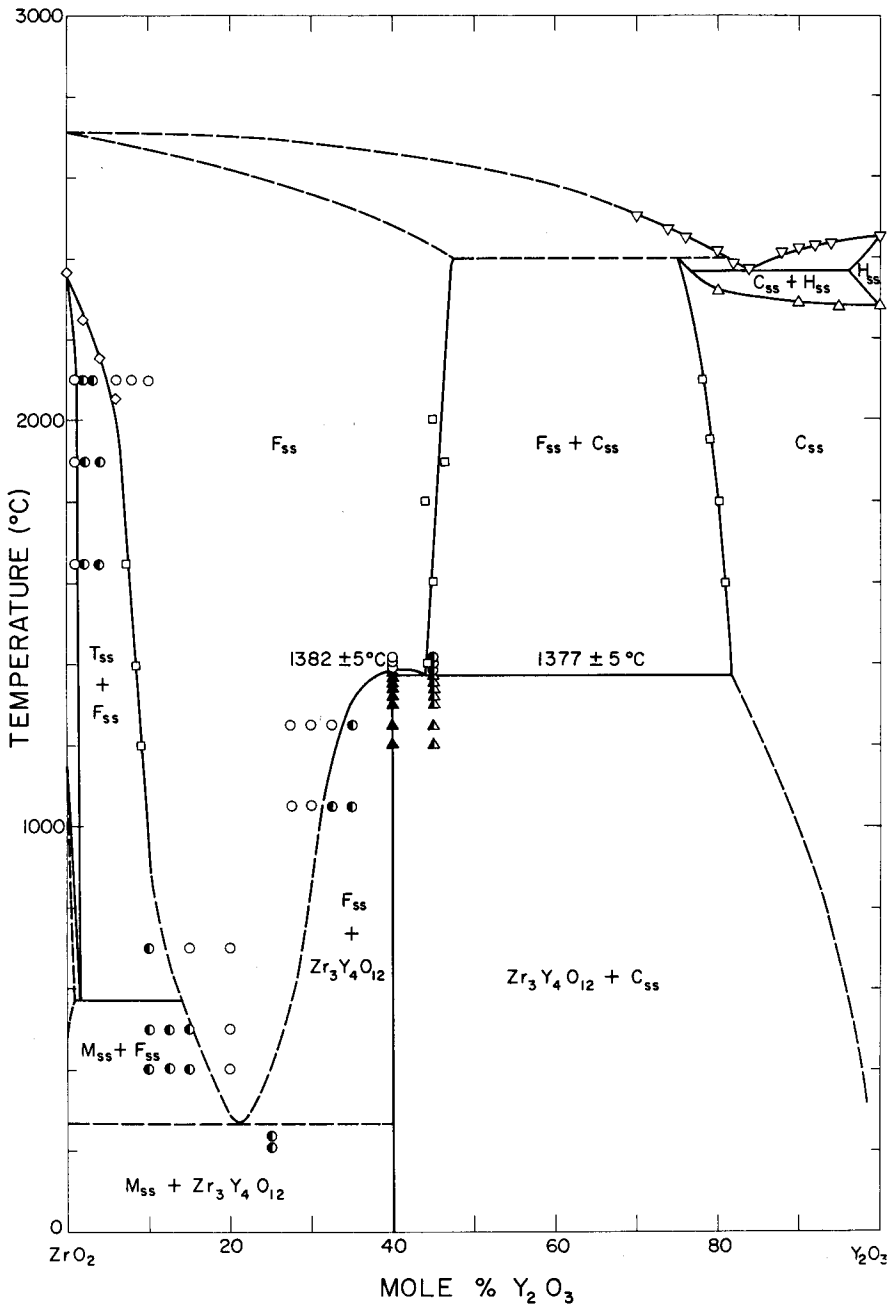 3000
2000
1000
0
TEMPERATURE (°C)
Hss
Css + Hss
Fss
Fss + Css
Css
1382 ±5°C
1377 ±5°C
Tss
+
Fss
Fss
+
Zr3Y4O12
Zr3Y4O12 + Css
Mss + Fss
Mss + Zr3Y4O12
ZrO2
20
40
60
80
Y2O3
MOLE % Y2O3